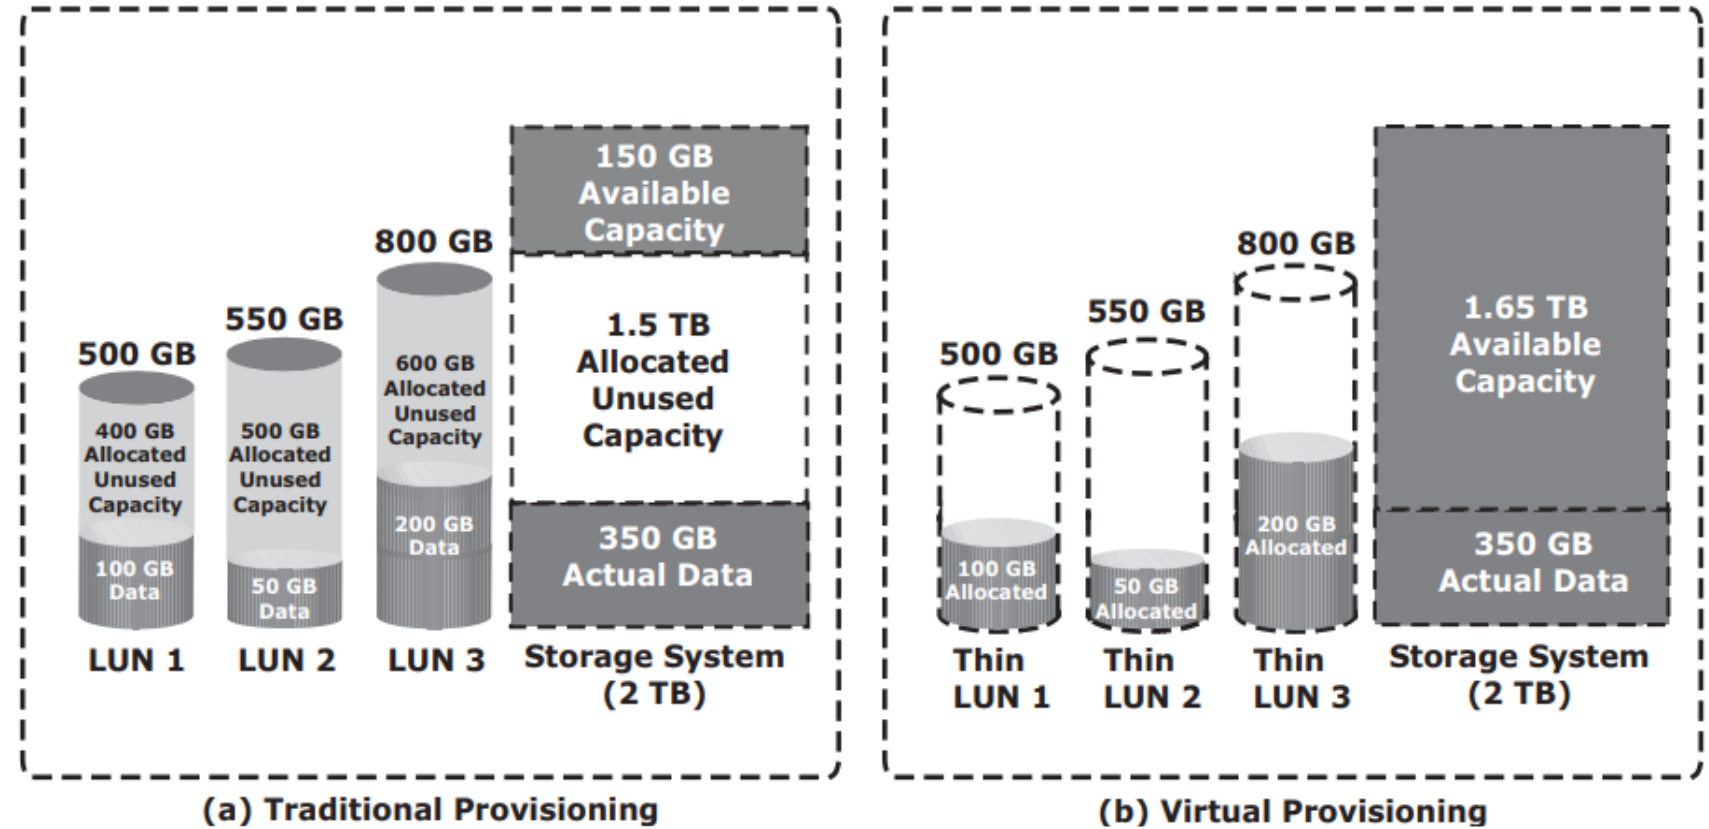 500 GB
400 GB
Allocated
Unused
Capacity
100 GB
Data
LUN 1
550 GB
500 GB
Allocated
Unused
Capacity
50 GB
Data
LUN 2
800 GB
600 GB
Allocated
Unused
Capacity
200 GB
Data
LUN 3
150 GB
Available
Capacity
1.5 TB
Allocated
Unused
Capacity
350 GB
Actual Data
Storage System
(2 TB)
(a) Traditional Provisioning
500 GB
100 GB
Allocated
Thin
LUN 1
550 GB
50 GB
Allocated
Thin
LUN 2
800 GB
200 GB
Allocated
Thin
LUN 3
1.65 TB
Available
Capacity
350 GB
Actual Data
Storage System
(2 TB)
(b) Virtual Provisioning